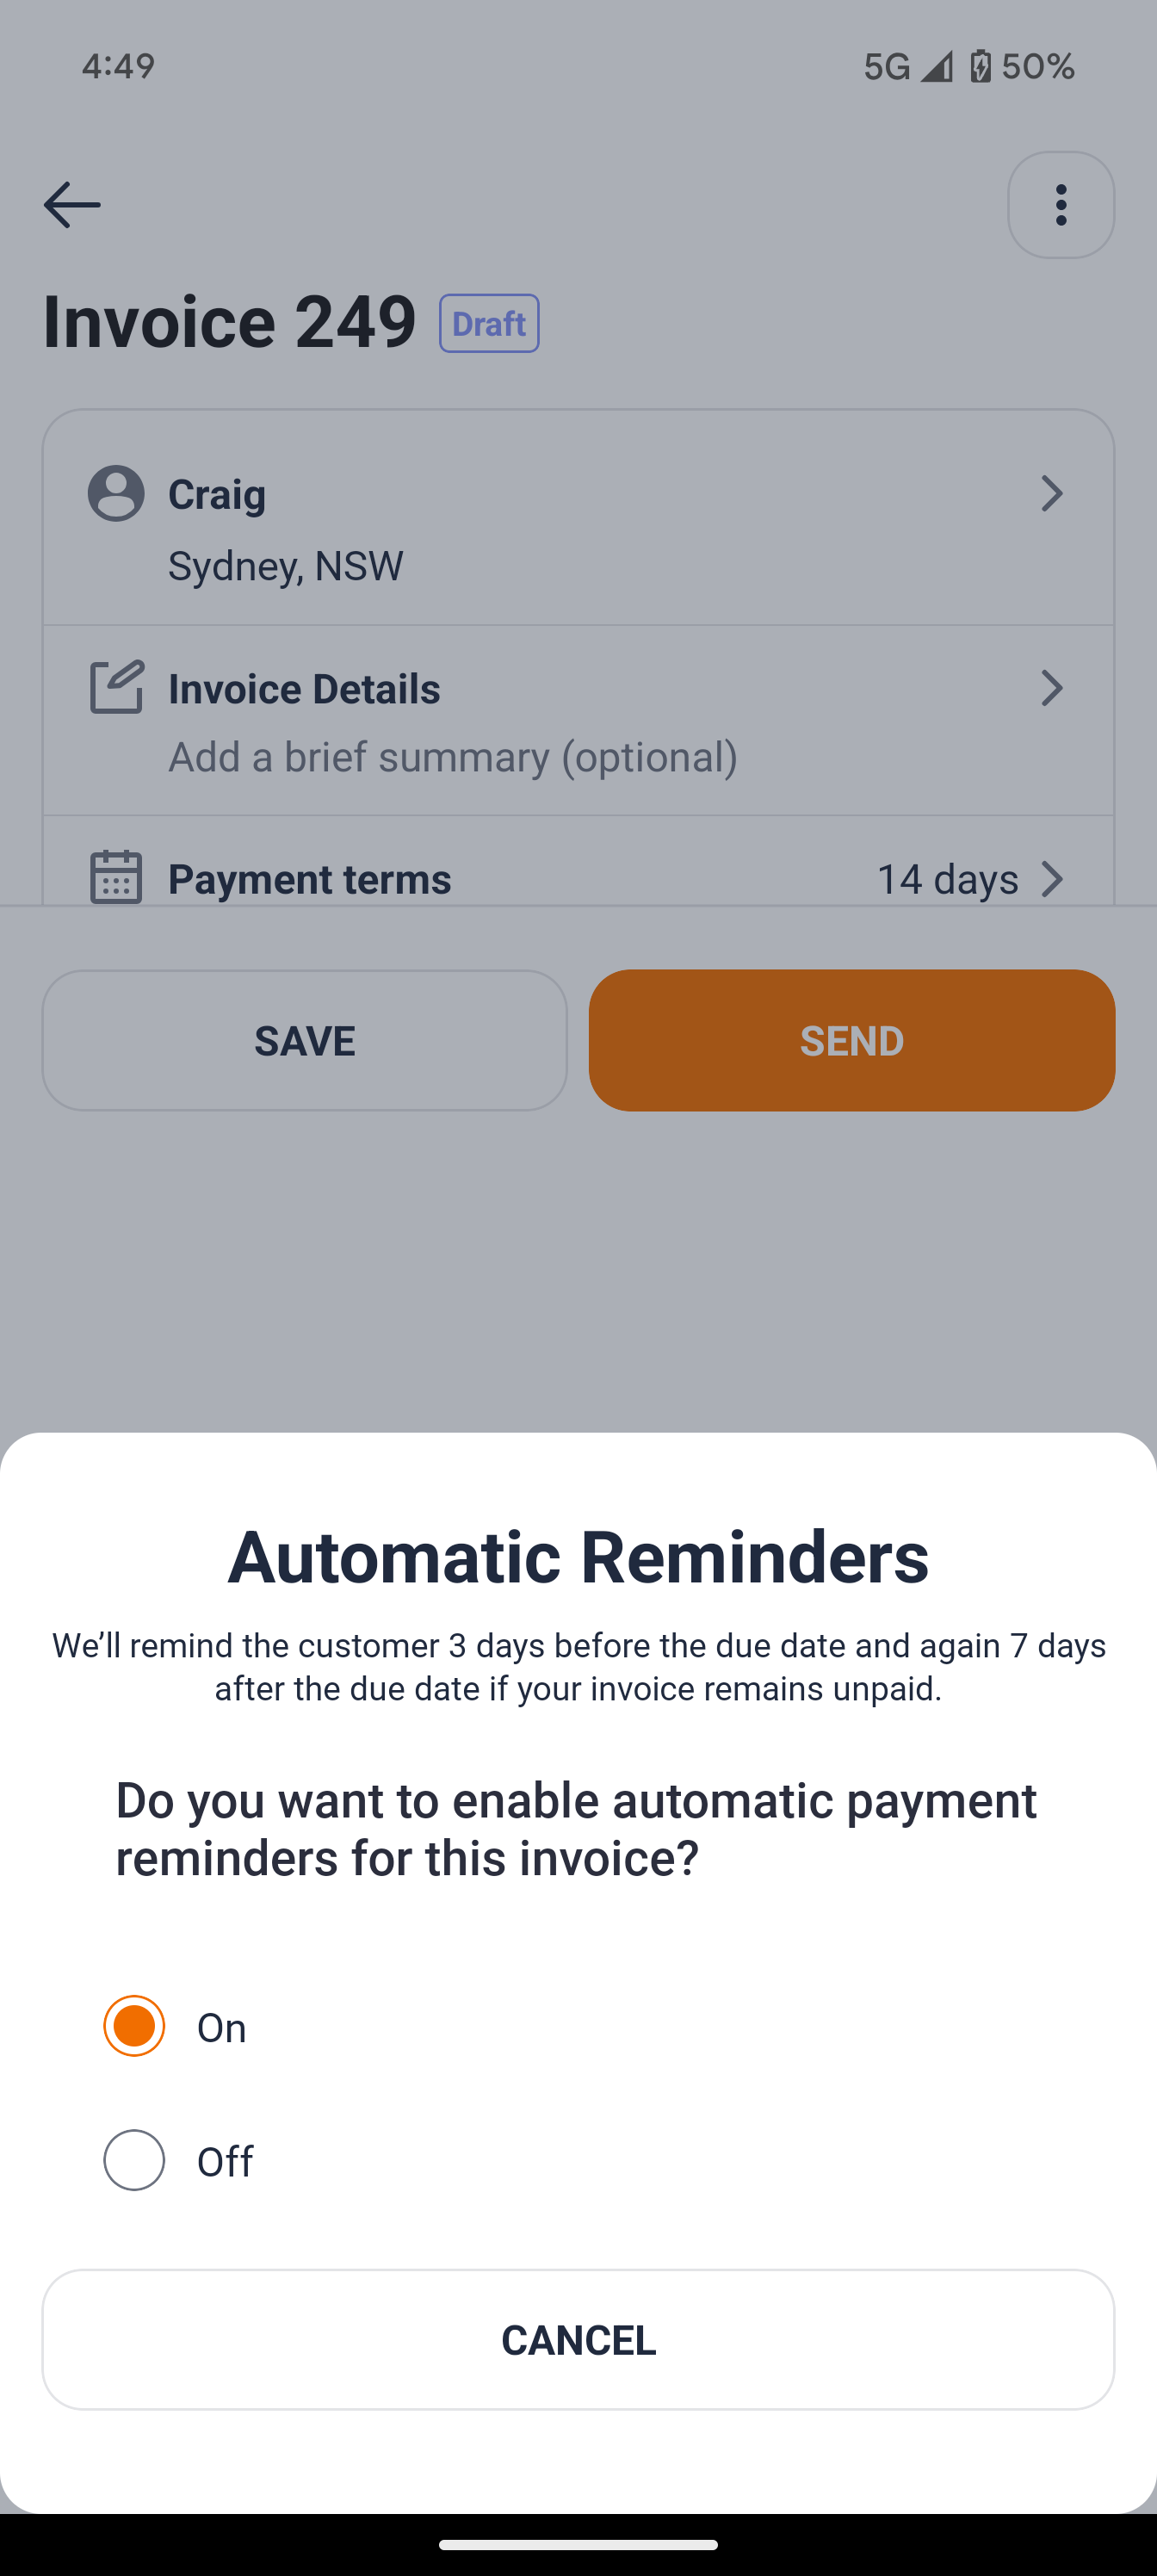 4:49
5G 50%
Invoice 249 Draft
Craig
Sydney, NSW
Invoice Details
Add a brief summary (optional)
Payment terms 14 days
SAVE SEND
Automatic Reminders
We’ll remind the customer 3 days before the due date and again 7 days
after the due date if your invoice remains unpaid.
Do you want to enable automatic payment
reminders for this invoice?
On
Off
CANCEL